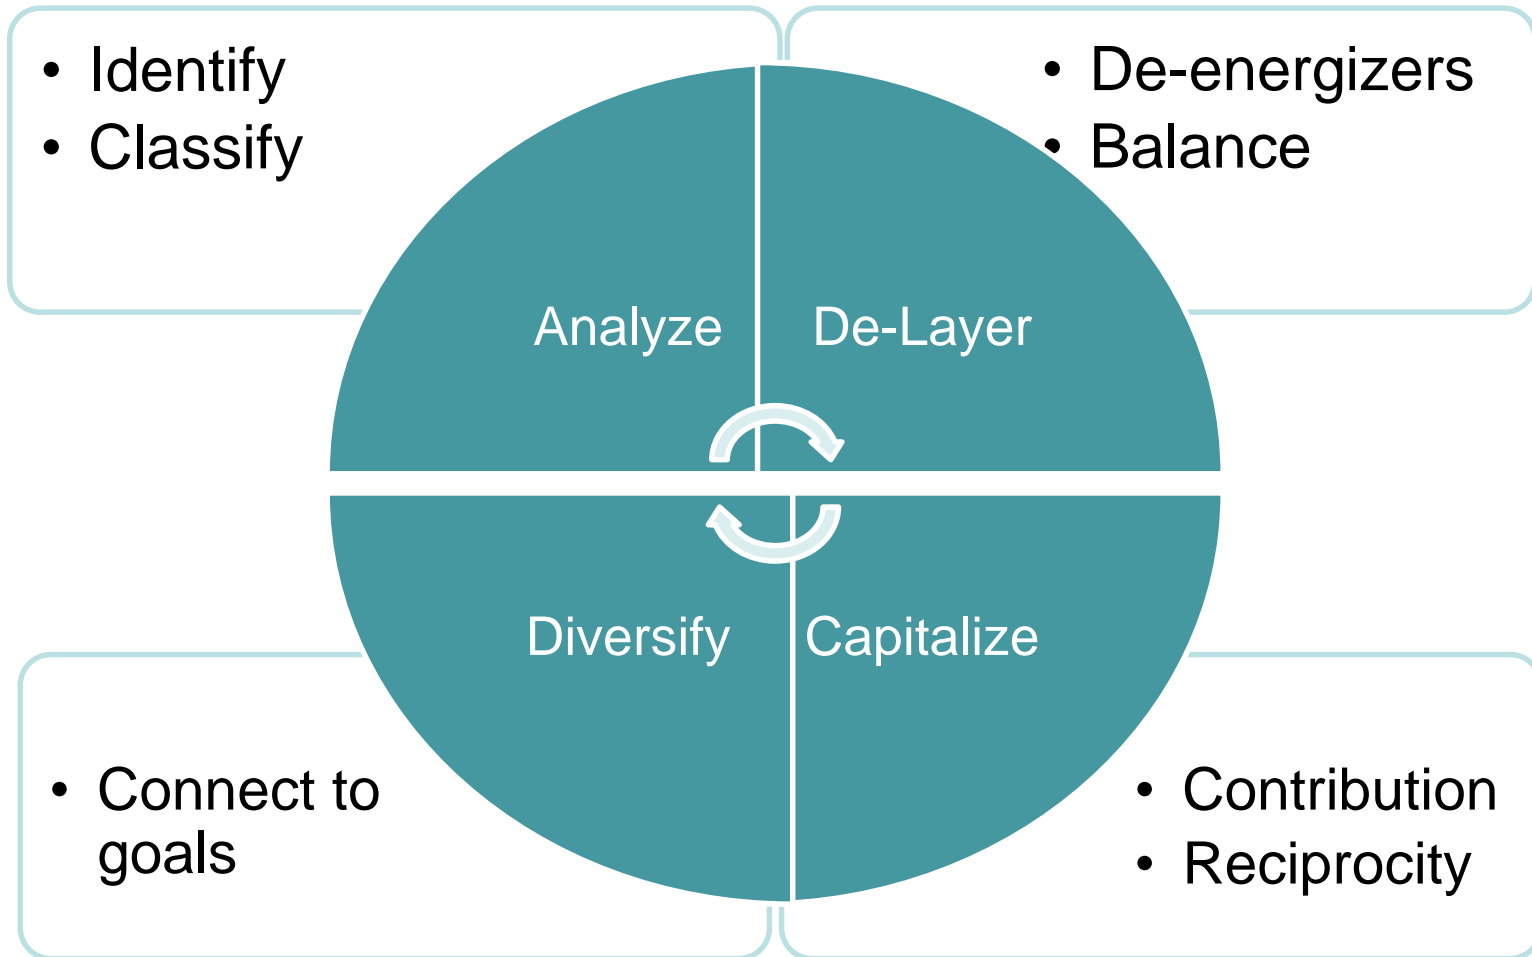 • Identify
• Classify
• De-energizers
• Balance
Analyze
De-Layer
Diversify
Capitalize
• Connect to
goals
• Contribution
• Reciprocity